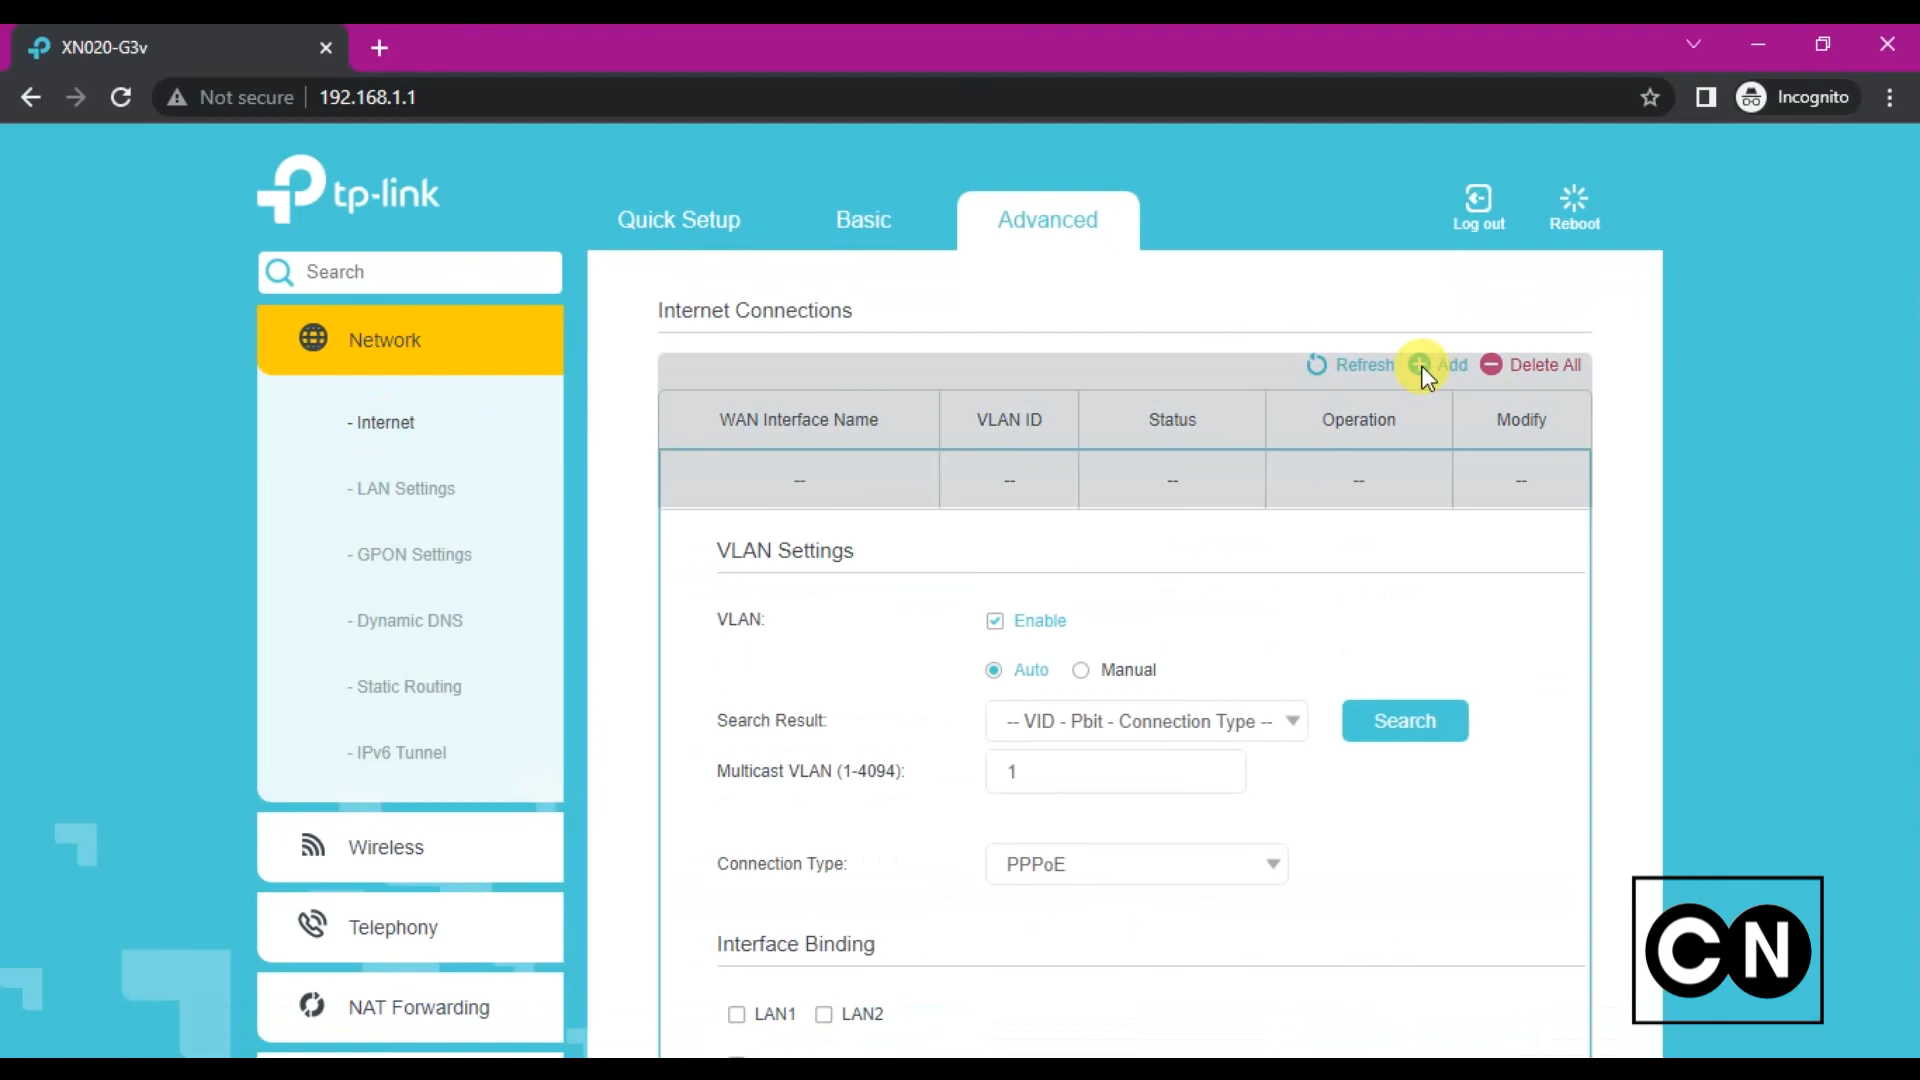 XN020-G3v
Not secure 192.168.1.1 Incognito
tp-link
Quick Setup Basic Advanced Log out Reboot
Search
Network
- Internet
- LAN Settings
- GPON Settings
- Dynamic DNS
- Static Routing
- IPv6 Tunnel
Wireless
Telephony
NAT Forwarding
Internet Connections
Refresh Add Delete All
WAN Interface Name VLAN ID Status Operation Modify
-- -- -- -- --
VLAN Settings
VLAN: Enable
Auto Manual
Search Result: -- VID - Pbit - Connection Type -- Search
Multicast VLAN (1-4094): 1
Connection Type: PPPoE
Interface Binding
LAN1 LAN2
CN